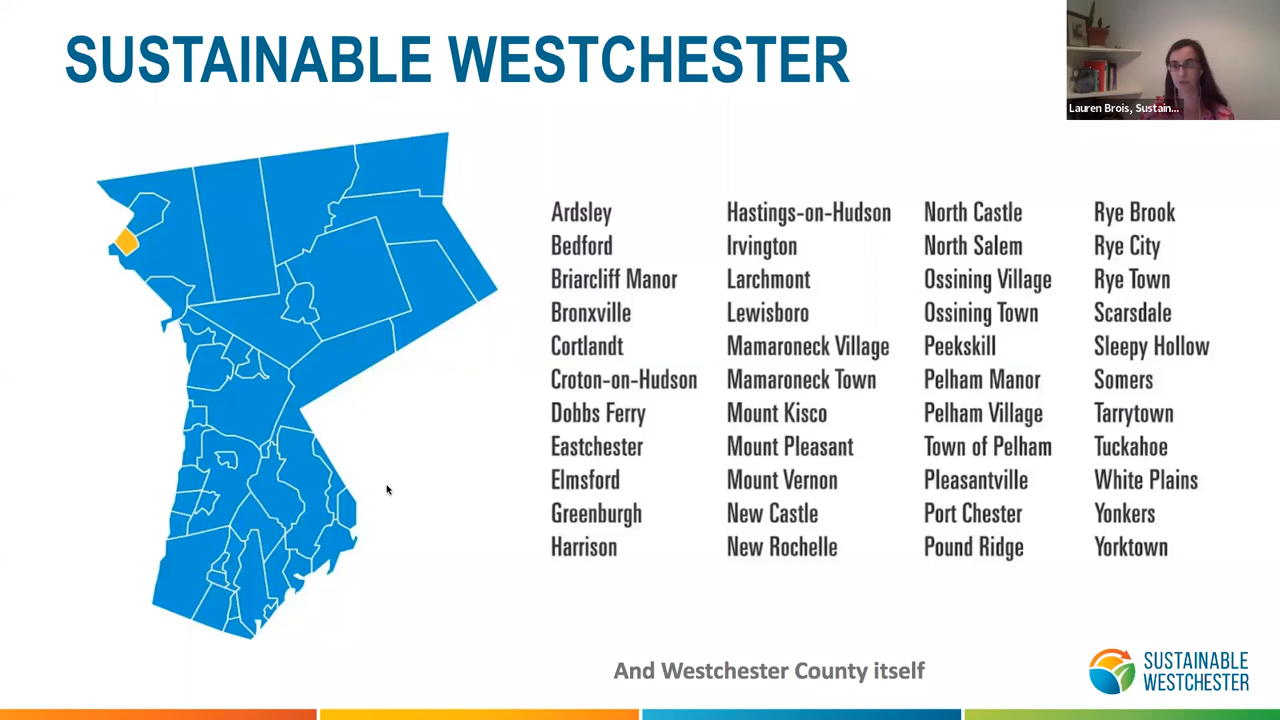 SUSTAINABLE WESTCHESTER
Lauren Brois, Sustain...
Ardsley
Bedford
Briarcliff Manor
Bronxville
Cortlandt
Croton-on-Hudson
Dobbs Ferry
Eastchester
Elmsford
Greenburgh
Harrison
Hastings-on-Hudson
Irvington
Larchmont
Lewisboro
Mamaroneck Village
Mamaroneck Town
Mount Kisco
Mount Pleasant
Mount Vernon
New Castle
New Rochelle
North Castle
North Salem
Ossining Village
Ossining Town
Peekskill
Pelham Manor
Pelham Village
Town of Pelham
Pleasantville
Port Chester
Pound Ridge
Rye Brook
Rye City
Rye Town
Scarsdale
Sleepy Hollow
Somers
Tarrytown
Tuckahoe
White Plains
Yonkers
Yorktown
And Westchester County itself
SUSTAINABLE
WESTCHESTER